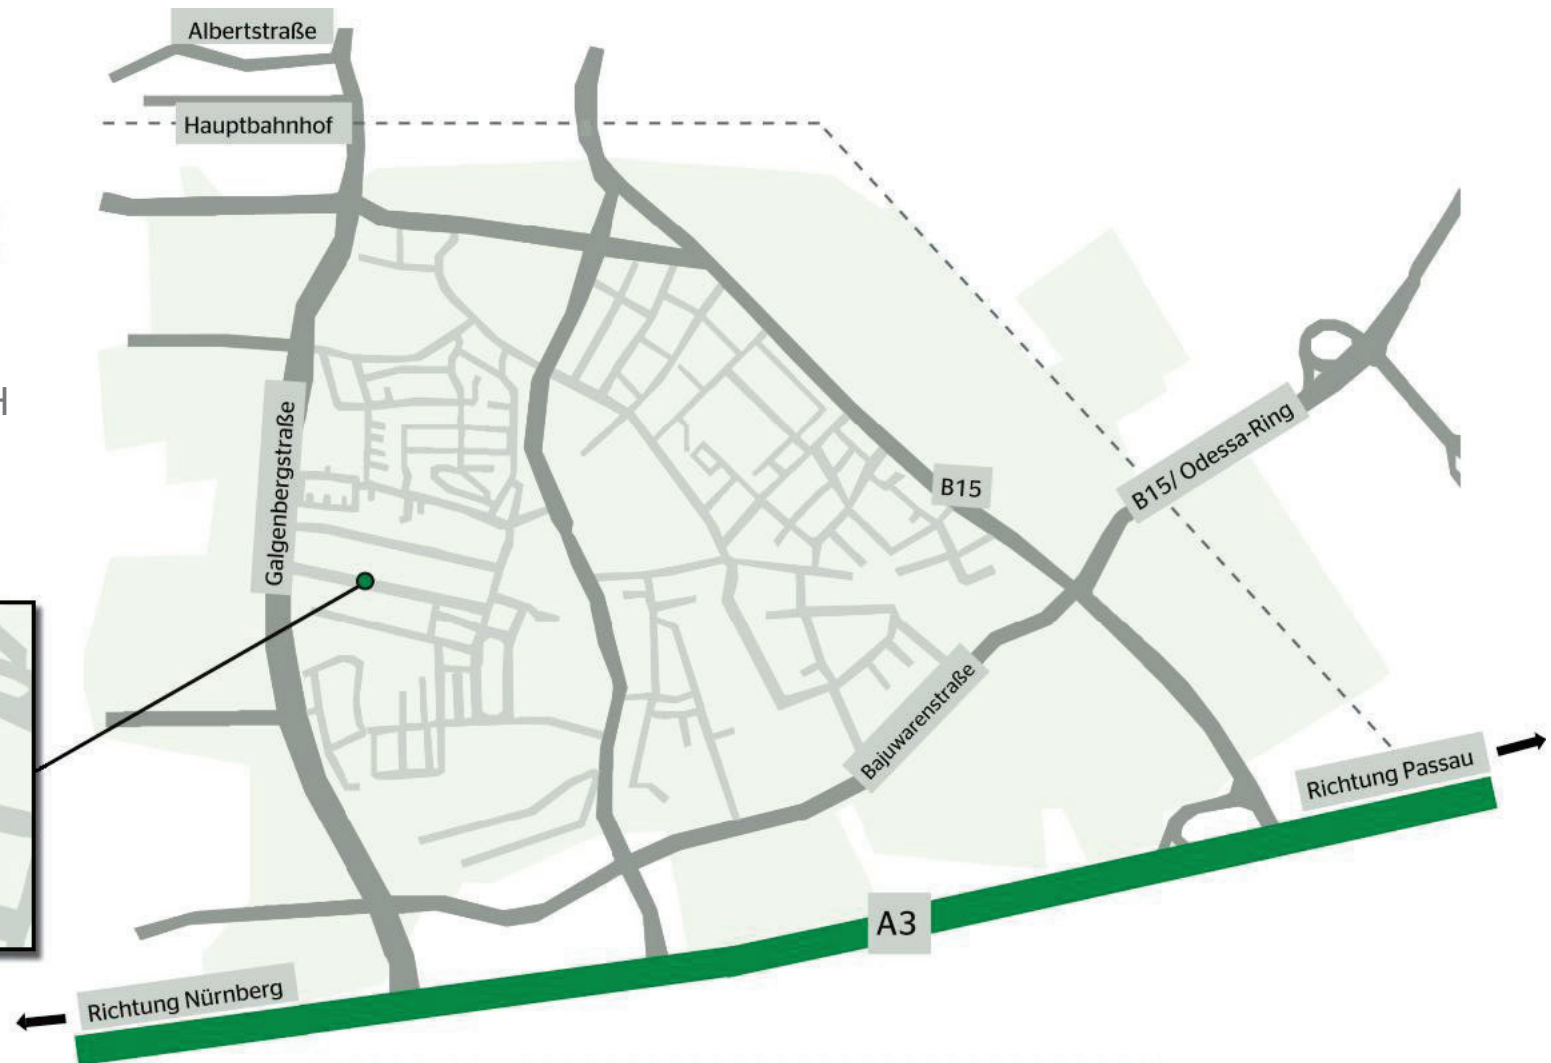 Albertstraße
Hauptbahnhof
H
Galgenbergstraße
B15/ Odessa-Ring
B15
Bajuwarenstraße
Richtung Passau
A3
Richtung Nürnberg